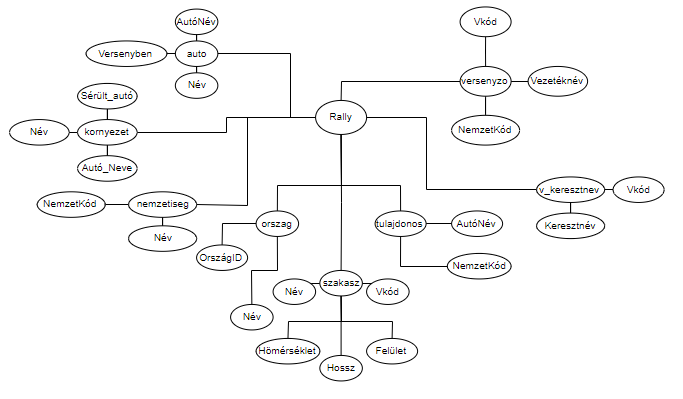 AutóNév
Versenyben
auto
Név
Vkód
versenyzo
Vezetéknév
NemzetKód
Sérült_autó
Név
kornyezet
Autó_Neve
Rally
NemzetKód
nemzetiseg
Név
v_keresztnev
Vkód
Keresztnév
orszag
OrszágID
Név
tulajdonos
AutóNév
NemzetKód
szakasz
Név
Vkód
Hömérséklet
Hossz
Felület